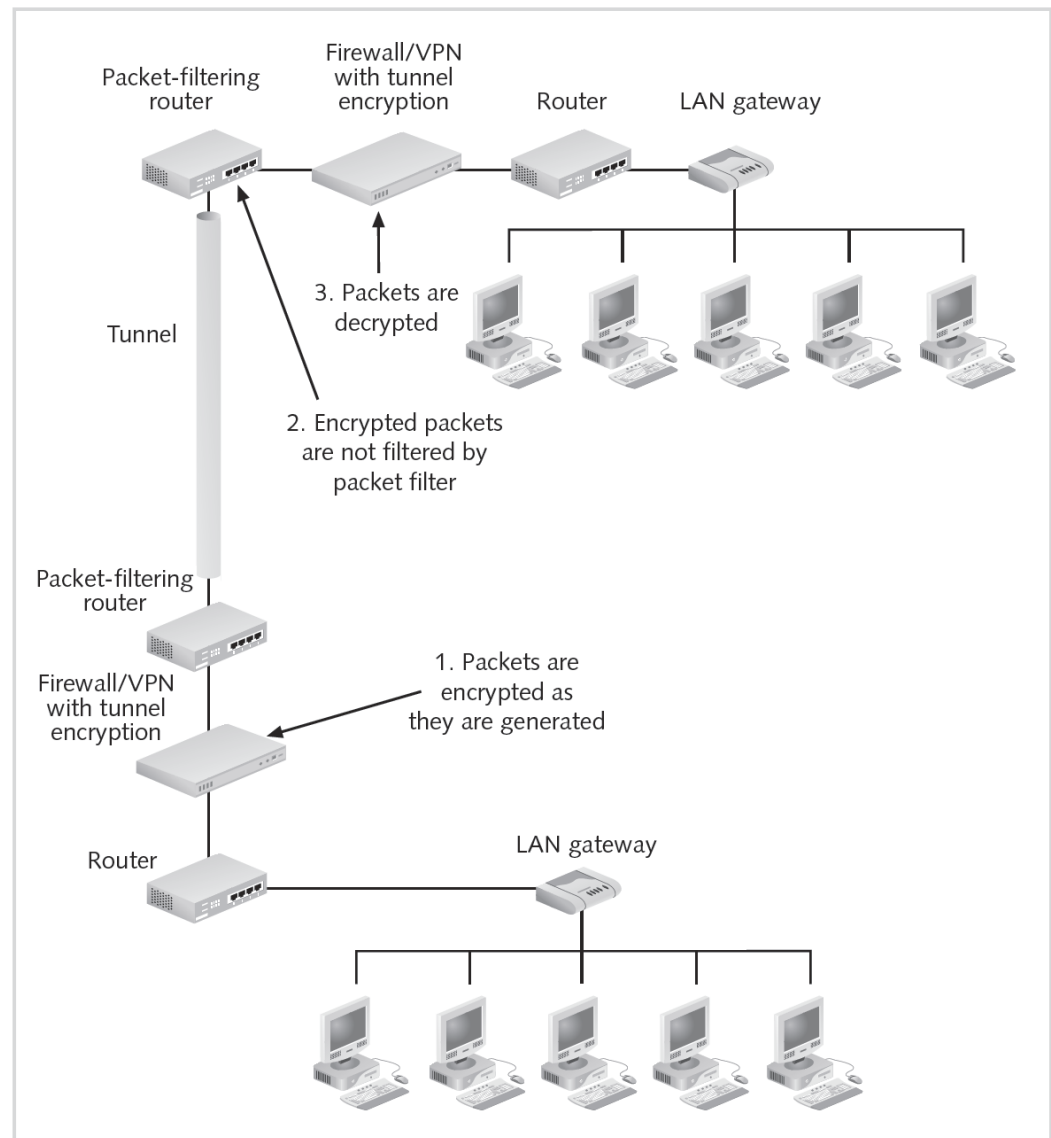 Packet-filtering
router
Firewall/VPN
with tunnel
encryption
Router
LAN gateway
3. Packets are
decrypted
Tunnel
2. Encrypted packets
are not filtered by
packet filter
Packet-filtering
router
1. Packets are
encrypted as
they are generated
Firewall/VPN
with tunnel
encryption
Router
LAN gateway